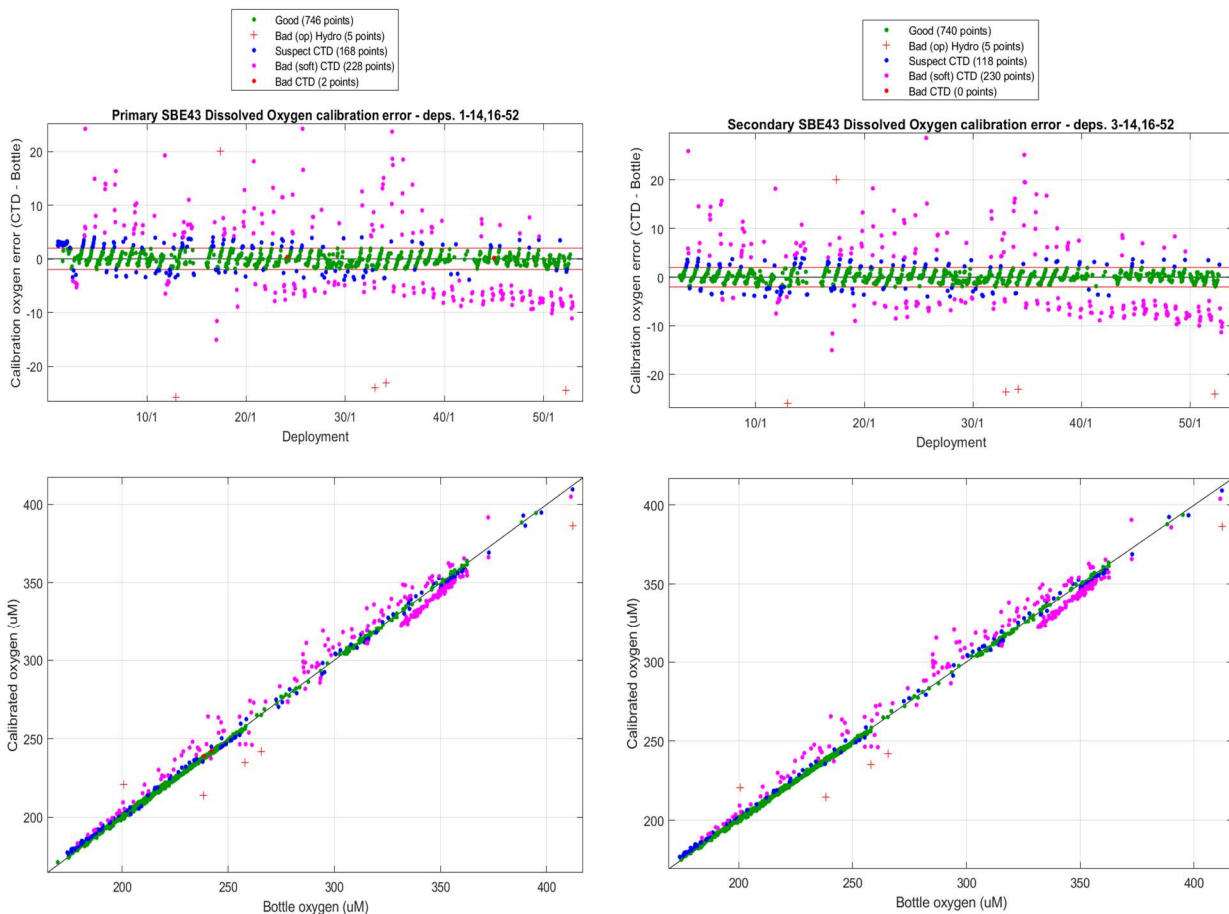 Good (746 points)
Bad (op) Hydro (5 points)
Suspect CTD (168 points)
Bad (soft) CTD (228 points)
Bad CTD (2 points)
Primary SBE43 Dissolved Oxygen calibration error - deps. 1-14,16-52
Calibration oxygen error (CTD - Bottle)
20
10
0
-10
-20
10/1
20/1
30/1
40/1
50/1
Deployment
Good (740 points)
Bad (op) Hydro (5 points)
Suspect CTD (118 points)
Bad (soft) CTD (230 points)
Bad CTD (0 points)
Secondary SBE43 Dissolved Oxygen calibration error - deps. 3-14,16-52
Calibration oxygen error (CTD - Bottle)
20
10
0
-10
-20
10/1
20/1
30/1
40/1
50/1
Deployment
Calibrated oxygen (uM)
400
350
300
250
200
200
250
300
350
400
Bottle oxygen (uM)
Calibrated oxygen (uM)
400
350
300
250
200
200
250
300
350
400
Bottle oxygen (uM)